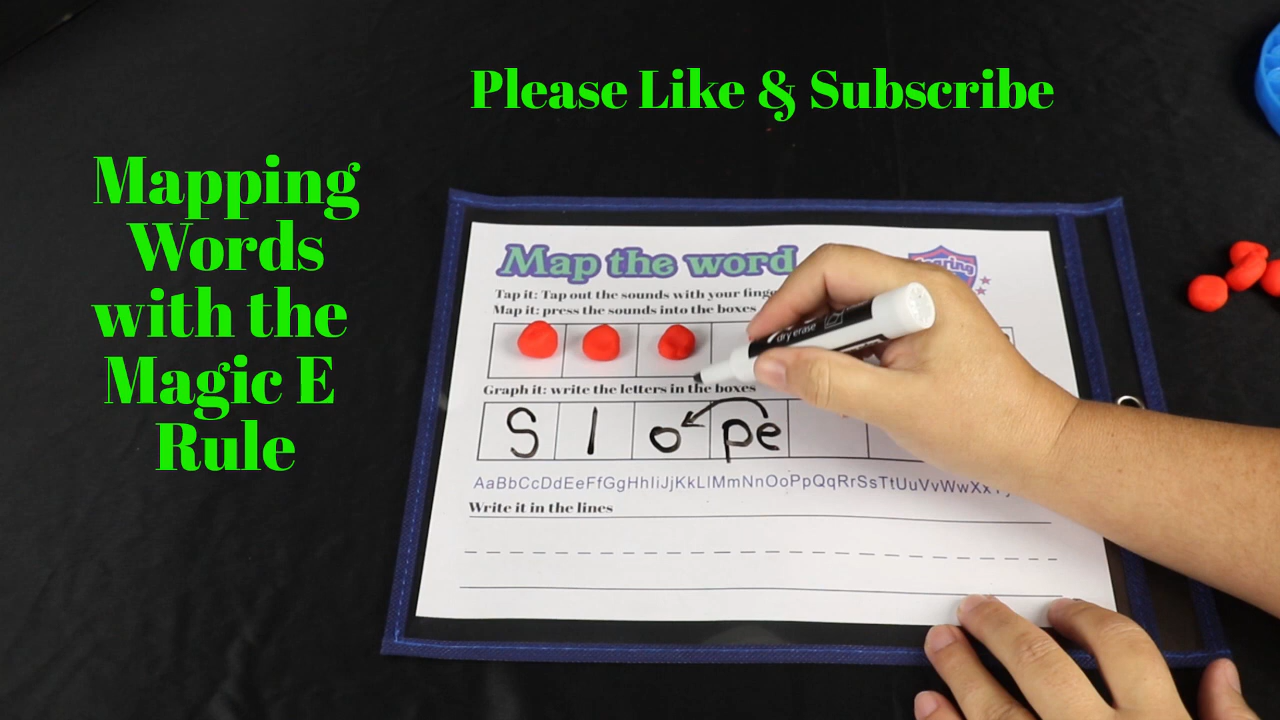 Please Like & Subscribe
Mapping
Words
with the
Magic E
Rule
Map the word
Tap it: Tap out the sounds with your
Map it: press the sounds into the boxes
dry erase
Graph it: write the letters in the boxes
S l o pe
AaBbCcDdEeFfGgHhIiJjKkLlMmNnOoPpQqRrSsTtUuVvWwXx
Write it in the lines